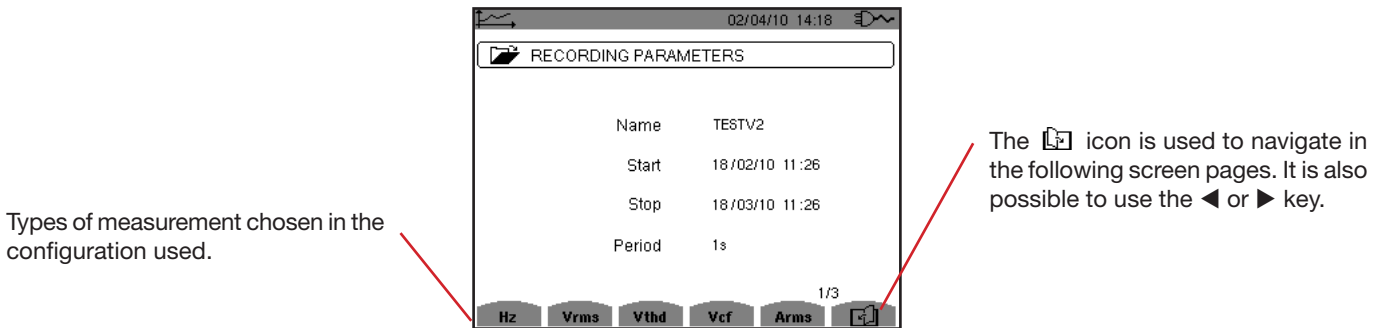 02/04/10 14:18
RECORDING PARAMETERS
Name TESTV2
Start 18/02/10 11:26
Stop 18/03/10 11:26
Period 1s
1/3
Hz Vrms Vthd Vcf Arms
Types of measurement chosen in the
configuration used.
The icon is used to navigate in
the following screen pages. It is also
possible to use the ◄ or ► key.